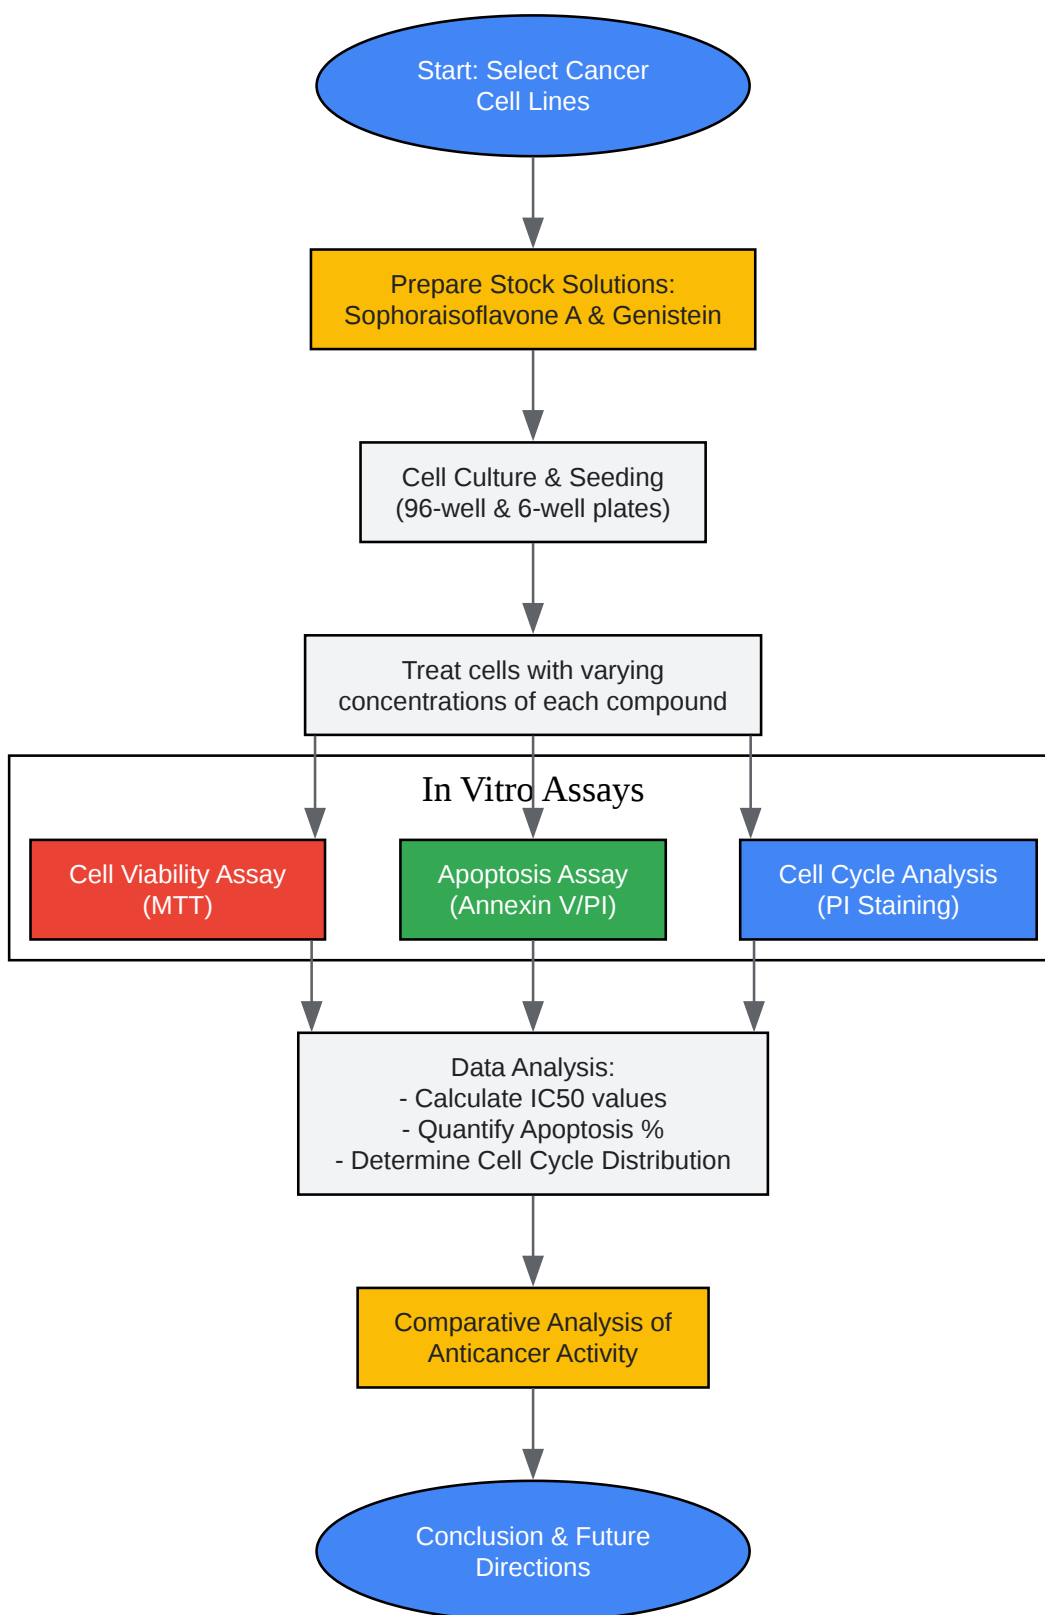 Start: Select Cancer
Cell Lines
Prepare Stock Solutions:
Sophoraisoflavone A & Genistein
Cell Culture & Seeding
(96-well & 6-well plates)
Treat cells with varying
concentrations of each compound
In Vitro Assays
Cell Viability Assay
(MTT)
Apoptosis Assay
(Annexin V/PI)
Cell Cycle Analysis
(PI Staining)
Data Analysis:
- Calculate IC50 values
- Quantify Apoptosis %
- Determine Cell Cycle Distribution
Comparative Analysis of
Anticancer Activity
Conclusion & Future
Directions